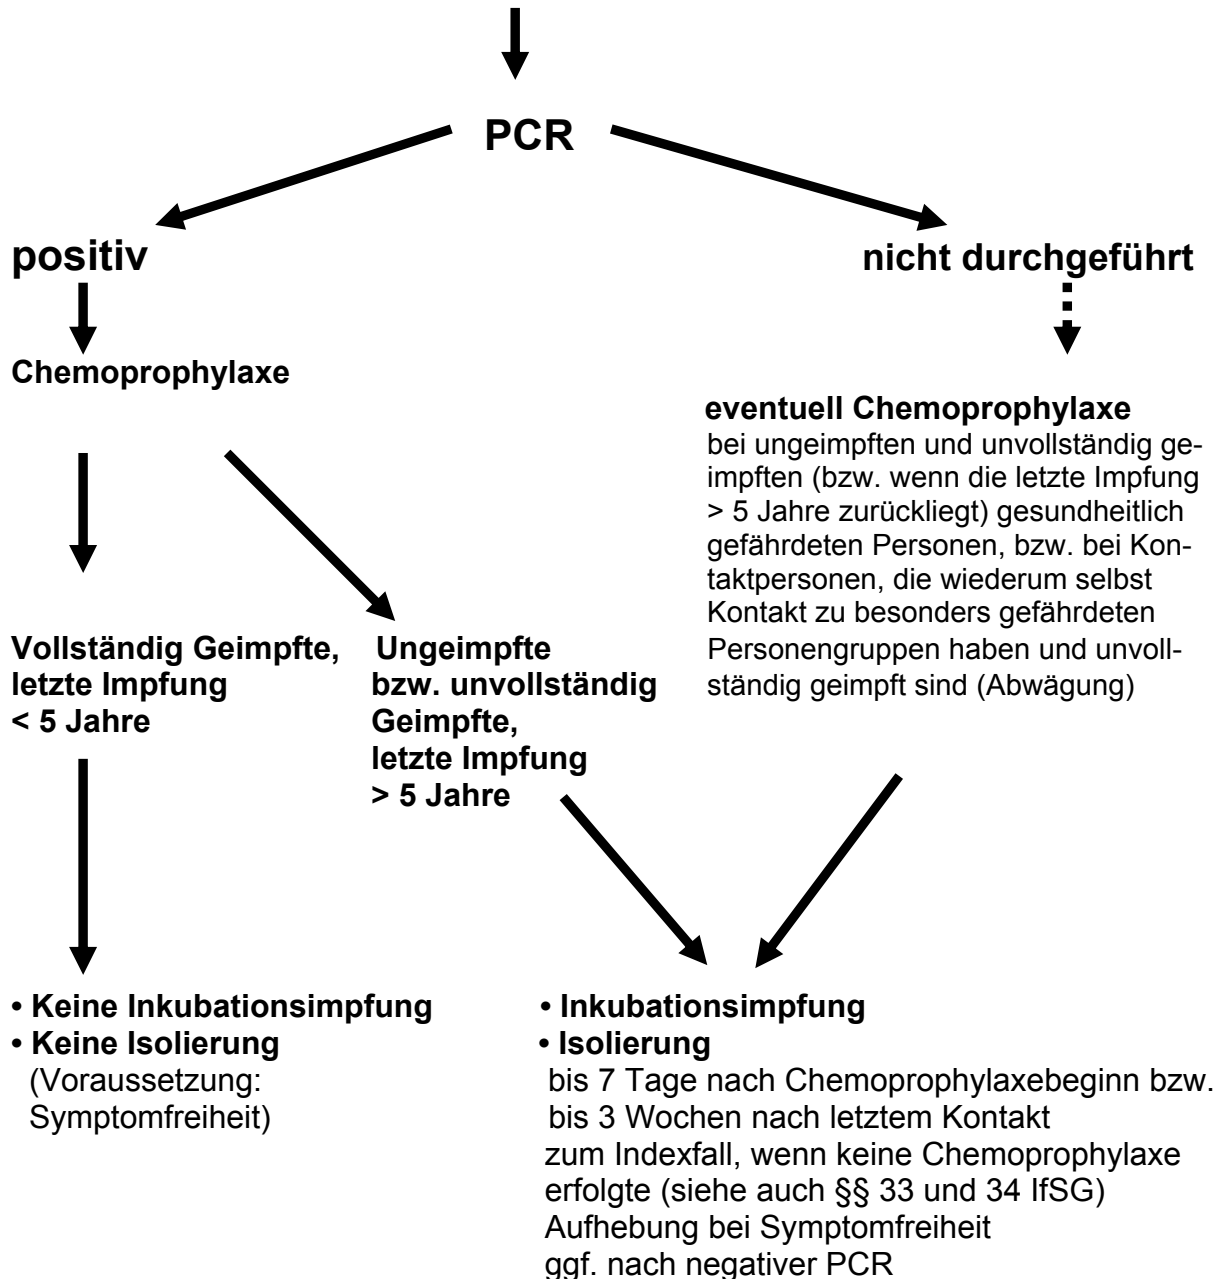 PCR
positiv
nicht durchgeführt
Chemoprophylaxe
eventuell Chemoprophylaxe
bei ungeimpften und unvollständig ge-
impften (bzw. wenn die letzte Impfung
> 5 Jahre zurückliegt) gesundheitlich
gefährdeten Personen, bzw. bei Kon-
taktpersonen, die wiederum selbst
Kontakt zu besonders gefährdeten
Personengruppen haben und unvoll-
ständig geimpft sind (Abwägung)
Vollständig Geimpfte,
letzte Impfung
< 5 Jahre
Ungeimpfte
bzw. unvollständig
Geimpfte,
letzte Impfung
> 5 Jahre
• Keine Inkubationsimpfung
• Keine Isolierung
(Voraussetzung:
Symptomfreiheit)
• Inkubationsimpfung
• Isolierung
bis 7 Tage nach Chemoprophylaxebeginn bzw.
bis 3 Wochen nach letztem Kontakt
zum Indexfall, wenn keine Chemoprophylaxe
erfolgte (siehe auch §§ 33 und 34 IfSG)
Aufhebung bei Symptomfreiheit
ggf. nach negativer PCR